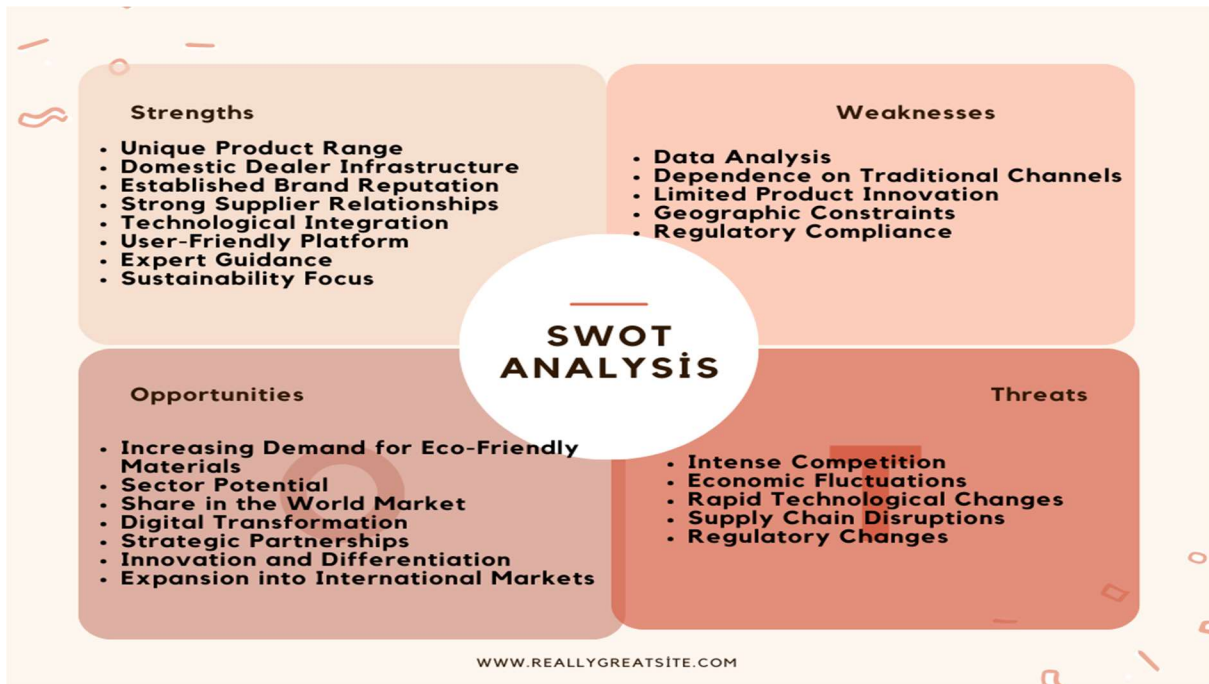 Strengths
• Unique Product Range
• Domestic Dealer Infrastructure
• Established Brand Reputation
• Strong Supplier Relationships
• Technological Integration
• User-Friendly Platform
• Expert Guidance
• Sustainability Focus
Weaknesses
• Data Analysis
• Dependence on Traditional Channels
• Limited Product Innovation
• Geographic Constraints
• Regulatory Compliance
SWOT
ANALYSİS
Opportunities
• Increasing Demand for Eco-Friendly
Materials
• Sector Potential
• Share in the World Market
• Digital Transformation
• Strategic Partnerships
• Innovation and Differentiation
• Expansion into International Markets
O
Threats
• Intense Competition
• Economic Fluctuations
• Rapid Technological Changes
• Supply Chain Disruptions
• Regulatory Changes
T
WWW.REALLYGREATSİTE.COM